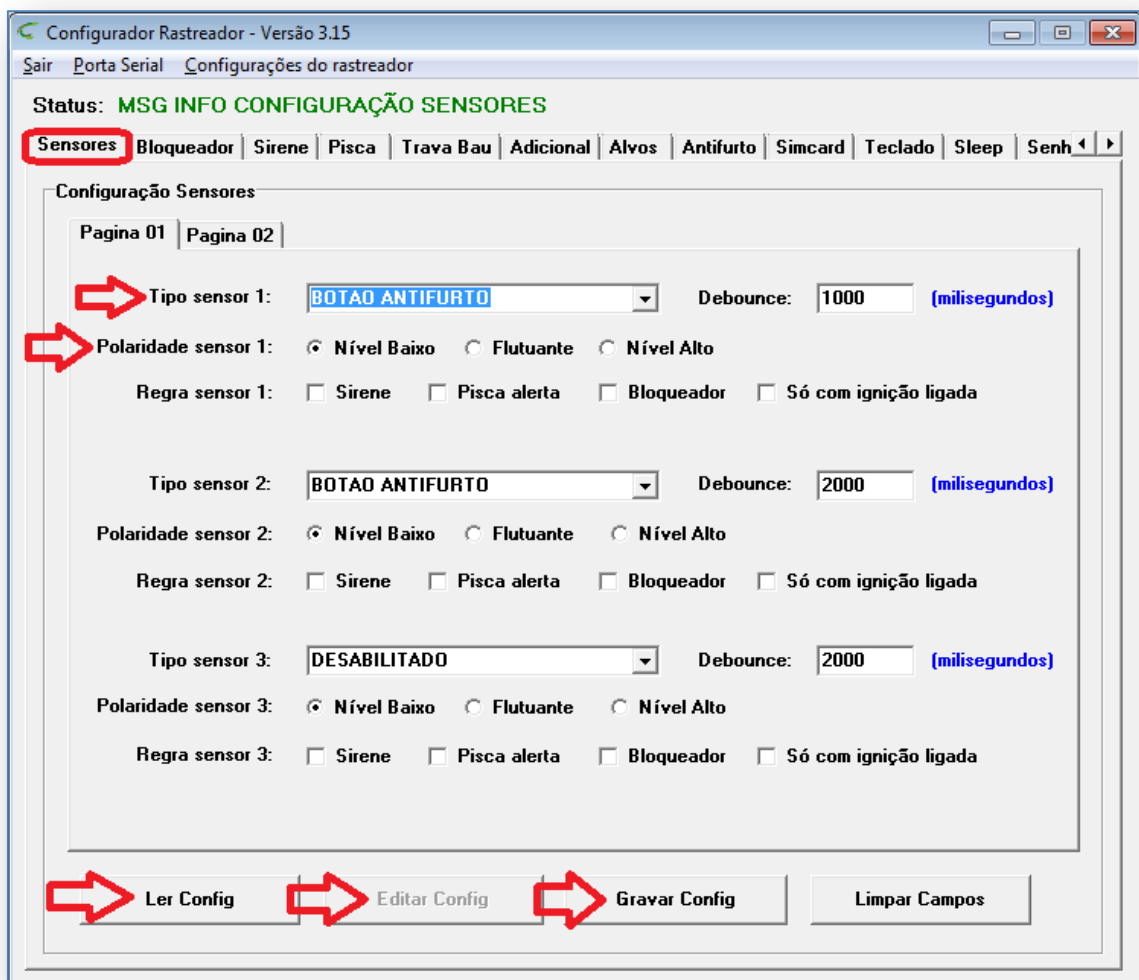 Configurador Rastreador - Versão 3.15
Sair Porta Serial Configurações do rastreador
Status: MSG INFO CONFIGURAÇÃO SENSORES
Sensores Bloqueador Sirene Pisca Trava Bau Adicional Alvos Antifurto Simcard Teclado Sleep Senh
Configuração Sensores
Pagina 01 Pagina 02
Tipo sensor 1: BOTAO ANTIFURTO Debounce: 1000 (milisegundos)
Polaridade sensor 1: Nível Baixo Flutuante Nível Alto
Regra sensor 1: Sirene Pisca alerta Bloqueador Só com ignição ligada
Tipo sensor 2: BOTAO ANTIFURTO Debounce: 2000 (milisegundos)
Polaridade sensor 2: Nível Baixo Flutuante Nível Alto
Regra sensor 2: Sirene Pisca alerta Bloqueador Só com ignição ligada
Tipo sensor 3: DESABILITADO Debounce: 2000 (milisegundos)
Polaridade sensor 3: Nível Baixo Flutuante Nível Alto
Regra sensor 3: Sirene Pisca alerta Bloqueador Só com ignição ligada
Ler Config Editar Config Gravar Config Limpar Campos